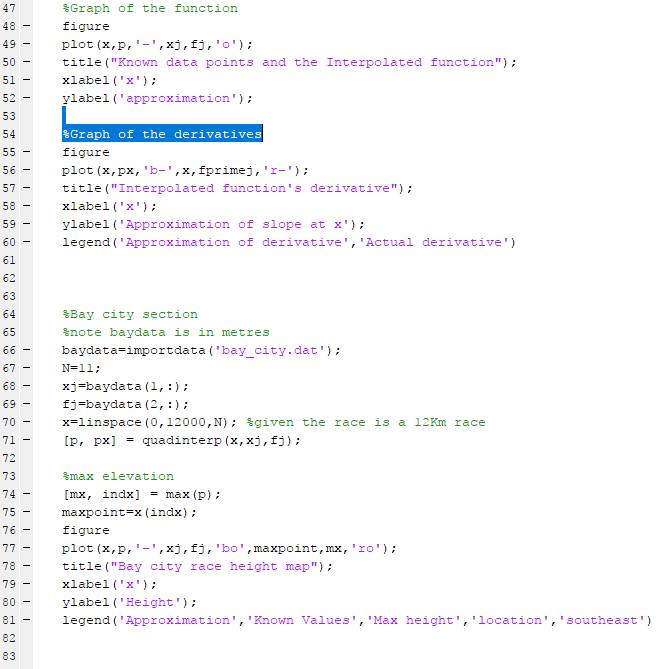 47 %Graph of the function
48 - figure
49 - plot(x,p,'-',xj,fj,'o');
50 - title("Known data points and the Interpolated function");
51 - xlabel('x');
52 - ylabel('approximation');
53
54 %Graph of the derivatives
55 - figure
56 - plot(x,px,'b-',x,fprimej,'r-');
57 - title("Interpolated function's derivative");
58 - xlabel('x');
59 - ylabel('Approximation of slope at x');
60 - legend('Approximation of derivative','Actual derivative')
61
62
63
64 %Bay city section
65 %note baydata is in metres
66 - baydata=importdata('bay_city.dat');
67 - N=11;
68 - xj=baydata(1,:);
69 - fj=baydata(2,:);
70 - x=linspace(0,12000,N); %given the race is a 12Km race
71 - [p, px] = quadinterp(x,xj,fj);
72
73 %max elevation
74 - [mx, indx] = max(p);
75 - maxpoint=x(indx);
76 - figure
77 - plot(x,p,'-',xj,fj,'bo',maxpoint,mx,'ro');
78 - title("Bay city race height map");
79 - xlabel('x');
80 - ylabel('Height');
81 - legend('Approximation','Known Values','Max height','location','southeast')
82
83